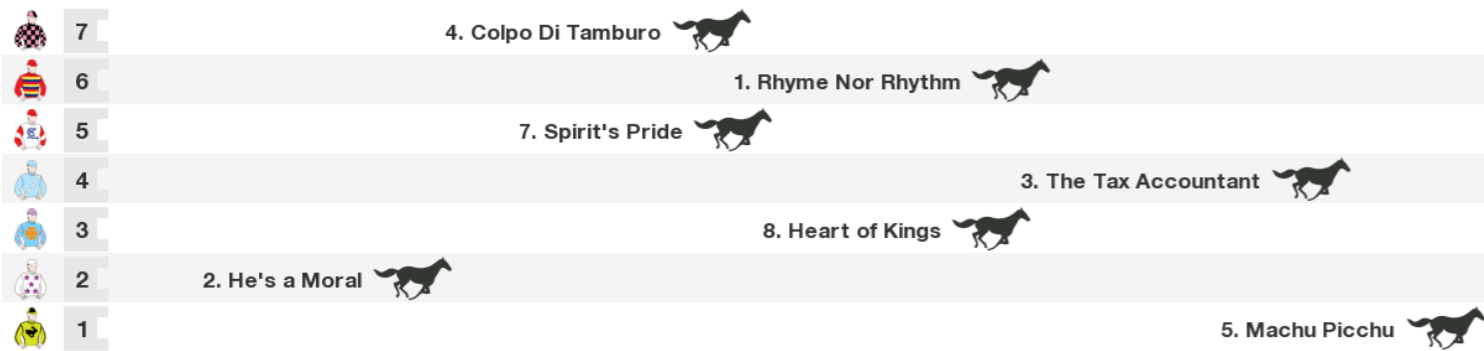 7 4. Colpo Di Tamburo
6 1. Rhyme Nor Rhythm
5 7. Spirit's Pride
4 3. The Tax Accountant
3 8. Heart of Kings
2 2. He's a Moral
1 5. Machu Picchu